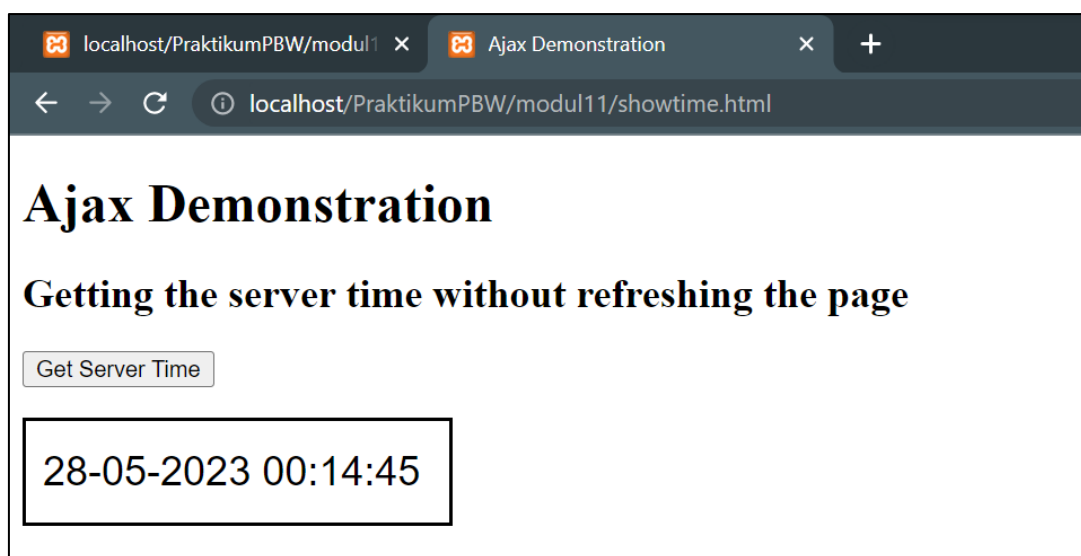 localhost/PraktikumPBW/modul1
Ajax Demonstration
localhost/PraktikumPBW/modul11/showtime.html
Ajax Demonstration
Getting the server time without refreshing the page
Get Server Time
28-05-2023 00:14:45